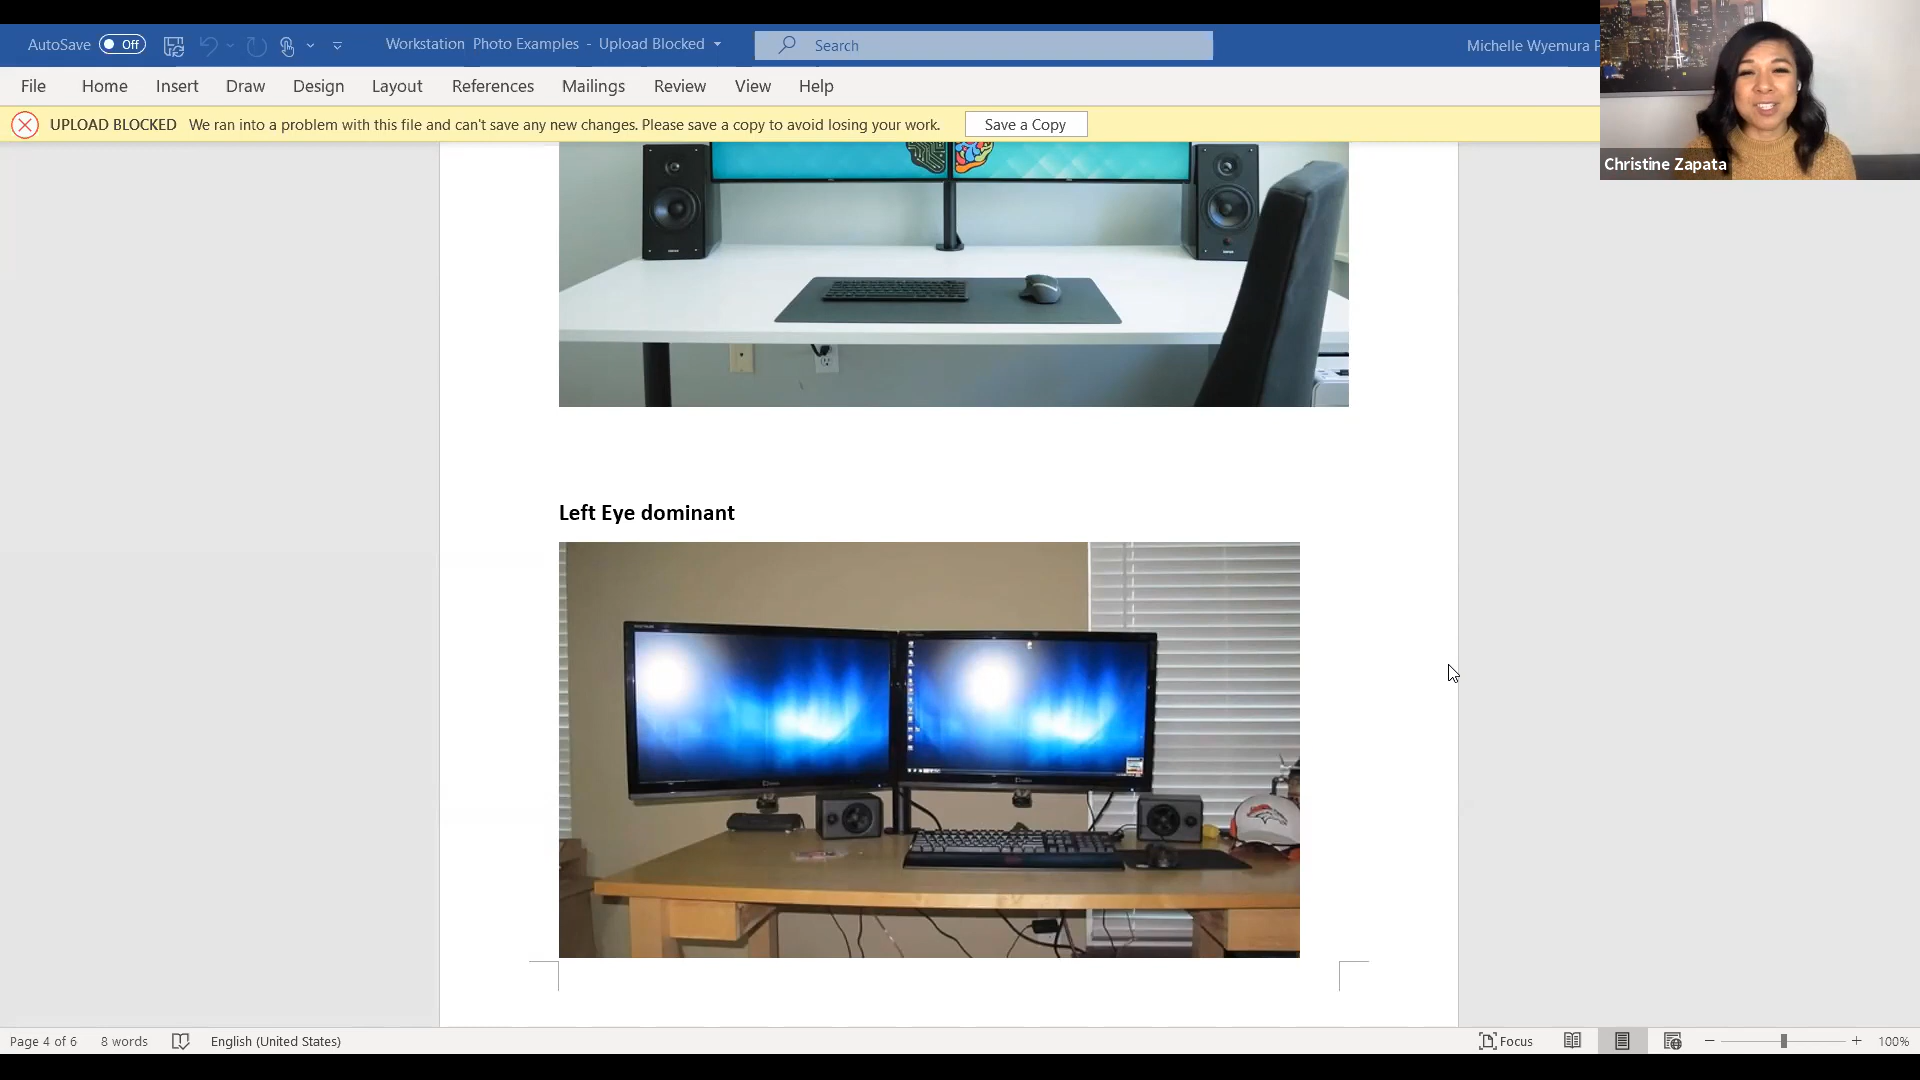 AutoSave Off
Workstation Photo Examples - Upload Blocked
Search
Michelle Wyemura P
File Home Insert Draw Design Layout References Mailings Review View Help
UPLOAD BLOCKED We ran into a problem with this file and can't save any new changes. Please save a copy to avoid losing your work. Save a Copy
Christine Zapata
Left Eye dominant
Page 4 of 6 8 words English (United States)
Focus
100%